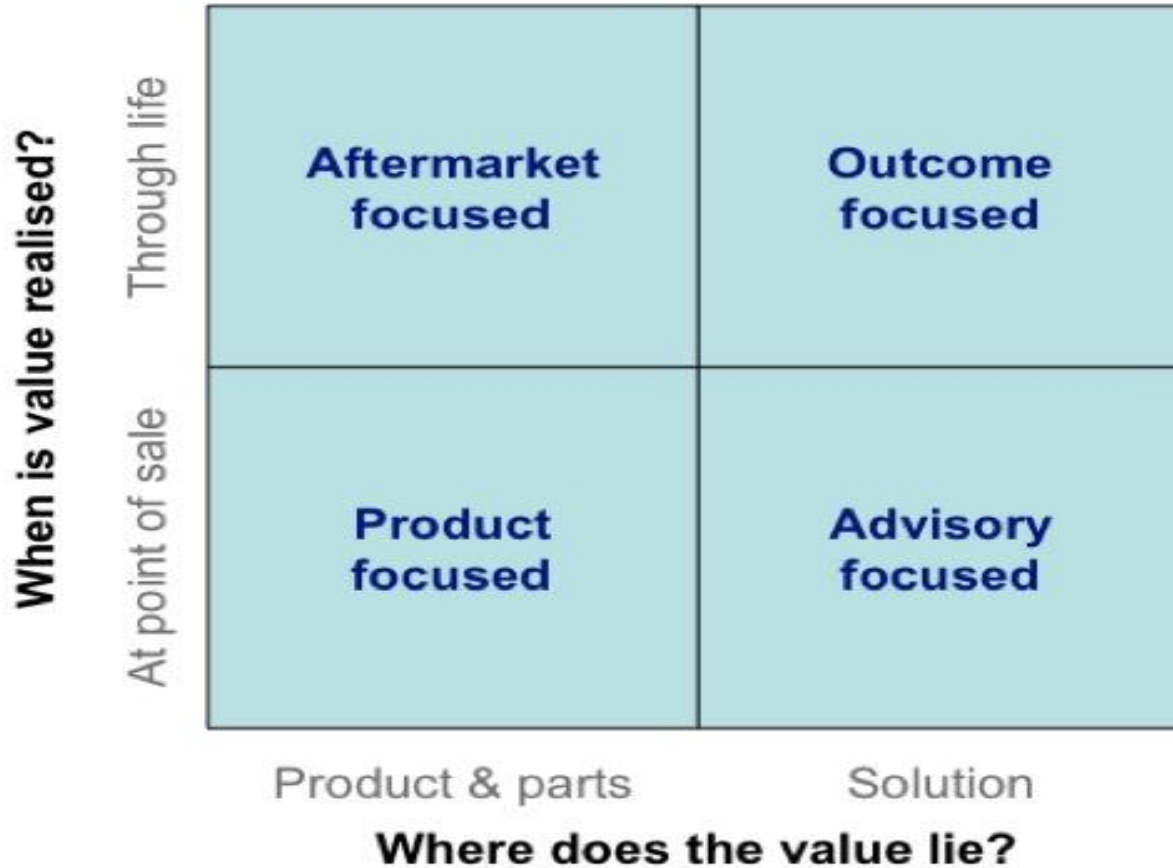 When is value realised?
Through life
At point of sale
Aftermarket
focused
Outcome
focused
Product
focused
Advisory
focused
Product & parts
Solution
Where does the value lie?